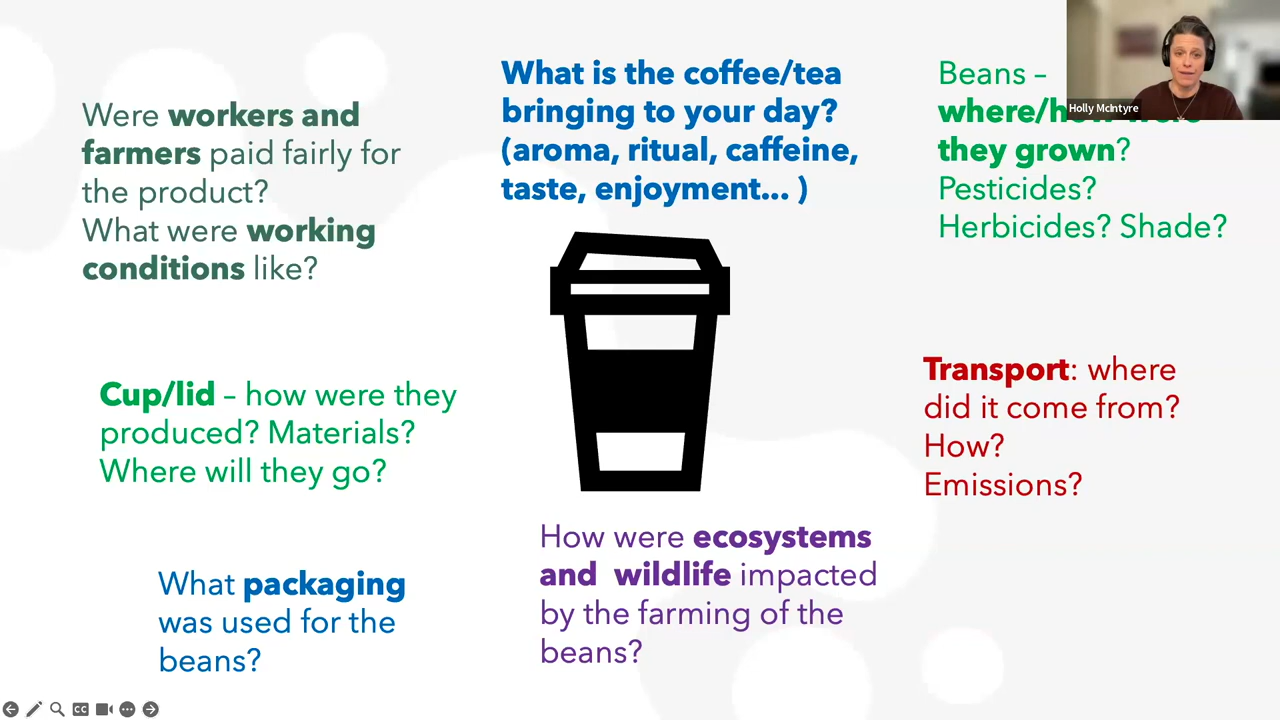 Were workers and
farmers paid fairly for
the product?
What were working
conditions like?
What is the coffee/tea
bringing to your day?
(aroma, ritual, caffeine,
taste, enjoyment... )
Beans –
where/how were
they grown?
Pesticides?
Herbicides? Shade?
Holly McIntyre
Cup/lid – how were they
produced? Materials?
Where will they go?
Transport: where
did it come from?
How?
Emissions?
What packaging
was used for the
beans?
How were ecosystems
and wildlife impacted
by the farming of the
beans?
CC